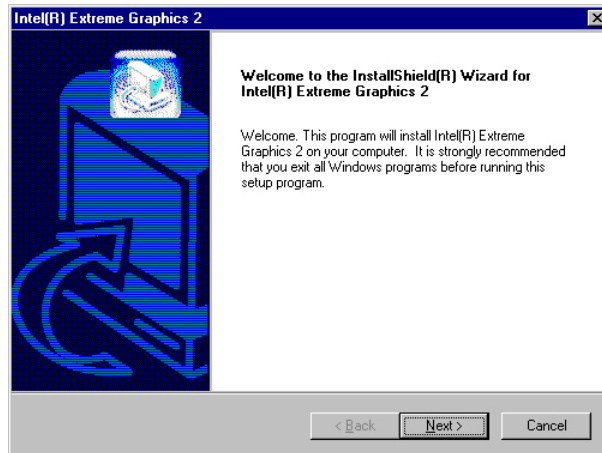 Intel(R) Extreme Graphics 2
Welcome to the InstallShield(R) Wizard for
Intel(R) Extreme Graphics 2
Welcome. This program will install Intel(R) Extreme
Graphics 2 on your computer. It is strongly recommended
that you exit all Windows programs before running this
setup program.
< Back
Next >
Cancel